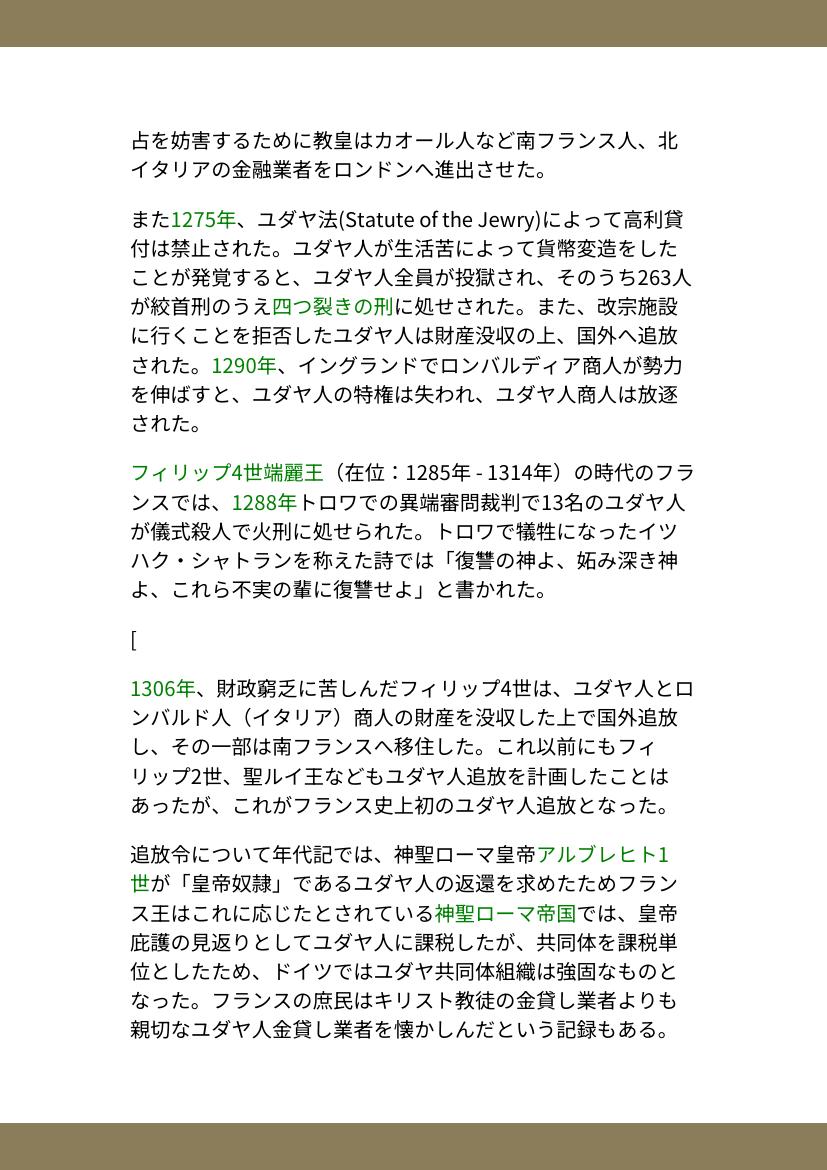 占を妨害するために教皇はカオール人など南フランス人、北
イタリアの金融業者をロンドンへ進出させた。
また1275年、ユダヤ法(Statute of the Jewry)によって高利貸
付は禁止された。ユダヤ人が生活苦によって貨幣変造をした
ことが発覚すると、ユダヤ人全員が投獄され、そのうち263人
が絞首刑のうえ四つ裂きの刑に処せされた。また、改宗施設
に行くことを拒否したユダヤ人は財産没収の上、国外へ追放
された。1290年、イングランドでロンバルディア商人が勢力
を伸ばすと、ユダヤ人の特権は失われ、ユダヤ人商人は放逐
された。
フィリップ4世端麗王（在位：1285年 - 1314年）の時代のフラ
ンスでは、1288年トロワでの異端審問裁判で13名のユダヤ人
が儀式殺人で火刑に処せられた。トロワで犠牲になったイツ
ハク・シャトランを称えた詩では「復讐の神よ、妬み深き神
よ、これら不実の輩に復讐せよ」と書かれた。
[
1306年、財政窮乏に苦しんだフィリップ4世は、ユダヤ人とロ
ンバルド人（イタリア）商人の財産を没収した上で国外追放
し、その一部は南フランスへ移住した。これ以前にもフィ
リップ2世、聖ルイ王などもユダヤ人追放を計画したことは
あったが、これがフランス史上初のユダヤ人追放となった。
追放令について年代記では、神聖ローマ皇帝アルブレヒト1
世が「皇帝奴隷」であるユダヤ人の返還を求めたためフラン
ス王はこれに応じたとされている神聖ローマ帝国では、皇帝
庇護の見返りとしてユダヤ人に課税したが、共同体を課税単
位としたため、ドイツではユダヤ共同体組織は強固なものと
なった。フランスの庶民はキリスト教徒の金貸し業者よりも
親切なユダヤ人金貸し業者を懐かしんだという記録もある。